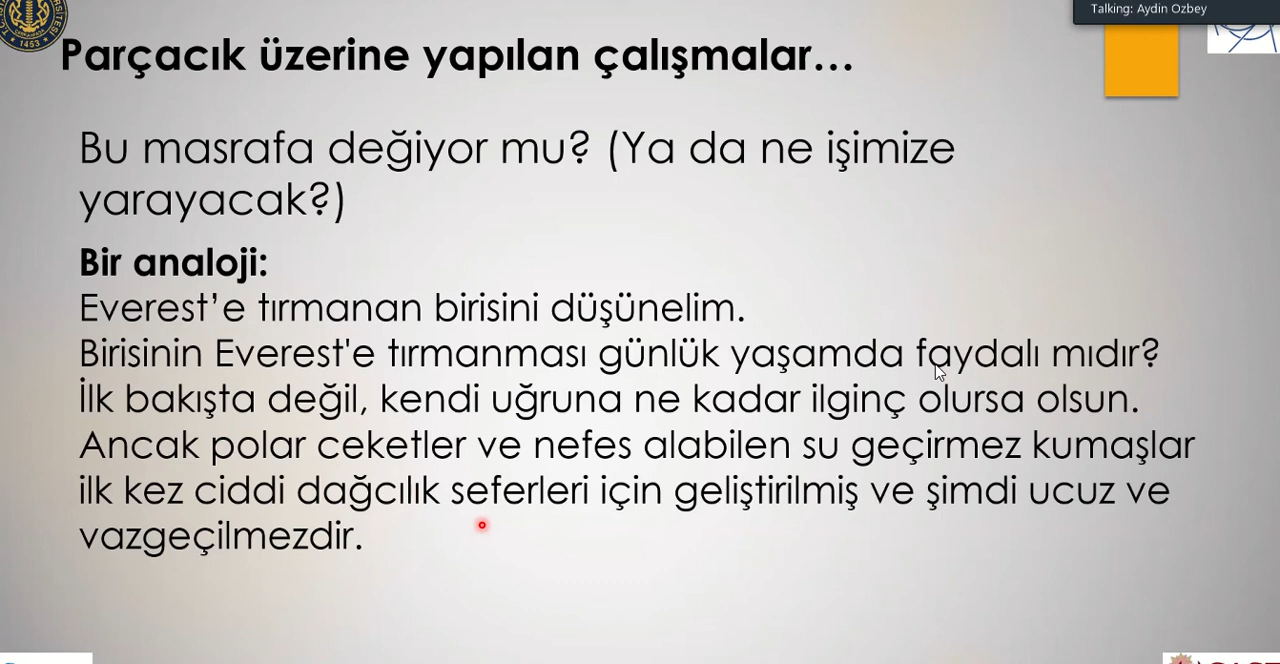 Talking: Aydin Ozbey
1453
Parçacık üzerine yapılan çalışmalar...
Bu masrafa değiyor mu? (Ya da ne işimize
yarayacak?)
Bir analoji:
Everest’e tırmanan birisini düşünelim.
Birisinin Everest'e tırmanması günlük yaşamda faydalı mıdır?
İlk bakışta değil, kendi uğruna ne kadar ilginç olursa olsun.
Ancak polar ceketler ve nefes alabilen su geçirmez kumaşlar
ilk kez ciddi dağcılık seferleri için geliştirilmiş ve şimdi ucuz ve
vazgeçilmezdir.